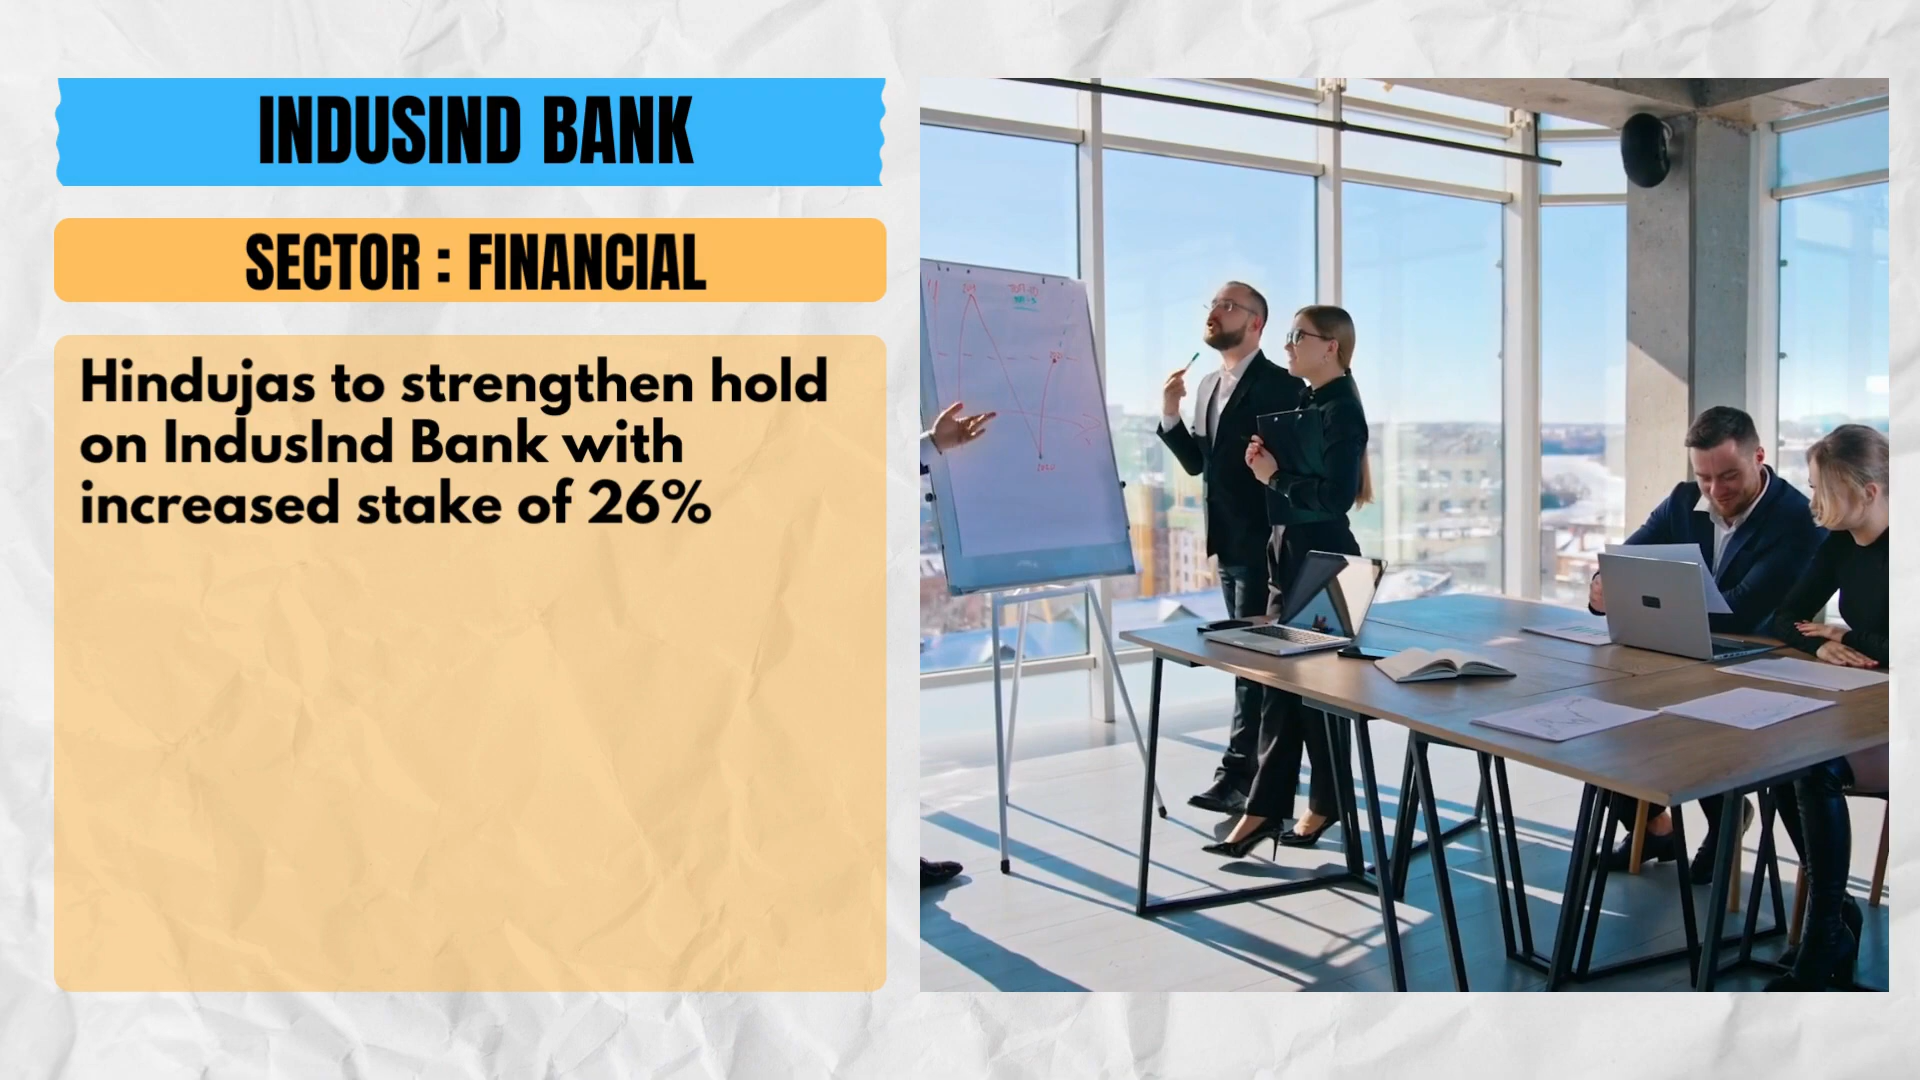 INDUSIND BANK
SECTOR : FINANCIAL
Hindujas to strengthen hold
on IndusInd Bank with
increased stake of 26%